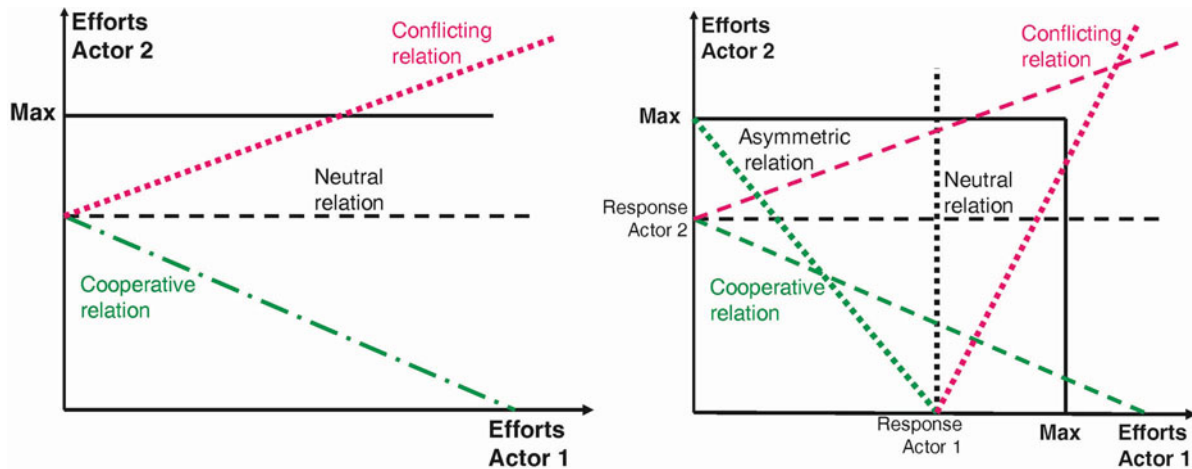 Efforts
Actor 2
Conflicting
relation
Max
Neutral
relation
Cooperative
relation
Efforts
Actor 1
Efforts
Actor 2
Conflicting
relation
Max
Asymmetric
relation
Neutral
relation
Response
Actor 2
Cooperative
relation
Response
Actor 1
Max
Efforts
Actor 1